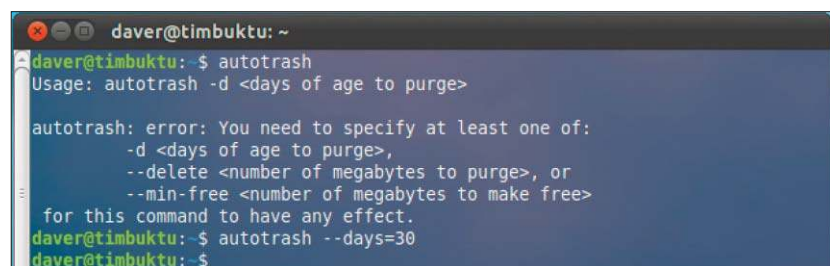 daver@timbuktu: ~
daver@timbuktu:~$ autotrash
Usage: autotrash -d <days of age to purge>
autotrash: error: You need to specify at least one of:
-d <days of age to purge>,
--delete <number of megabytes to purge>, or
--min-free <number of megabytes to make free>
for this command to have any effect.
daver@timbuktu:~$ autotrash --days=30
daver@timbuktu:~$